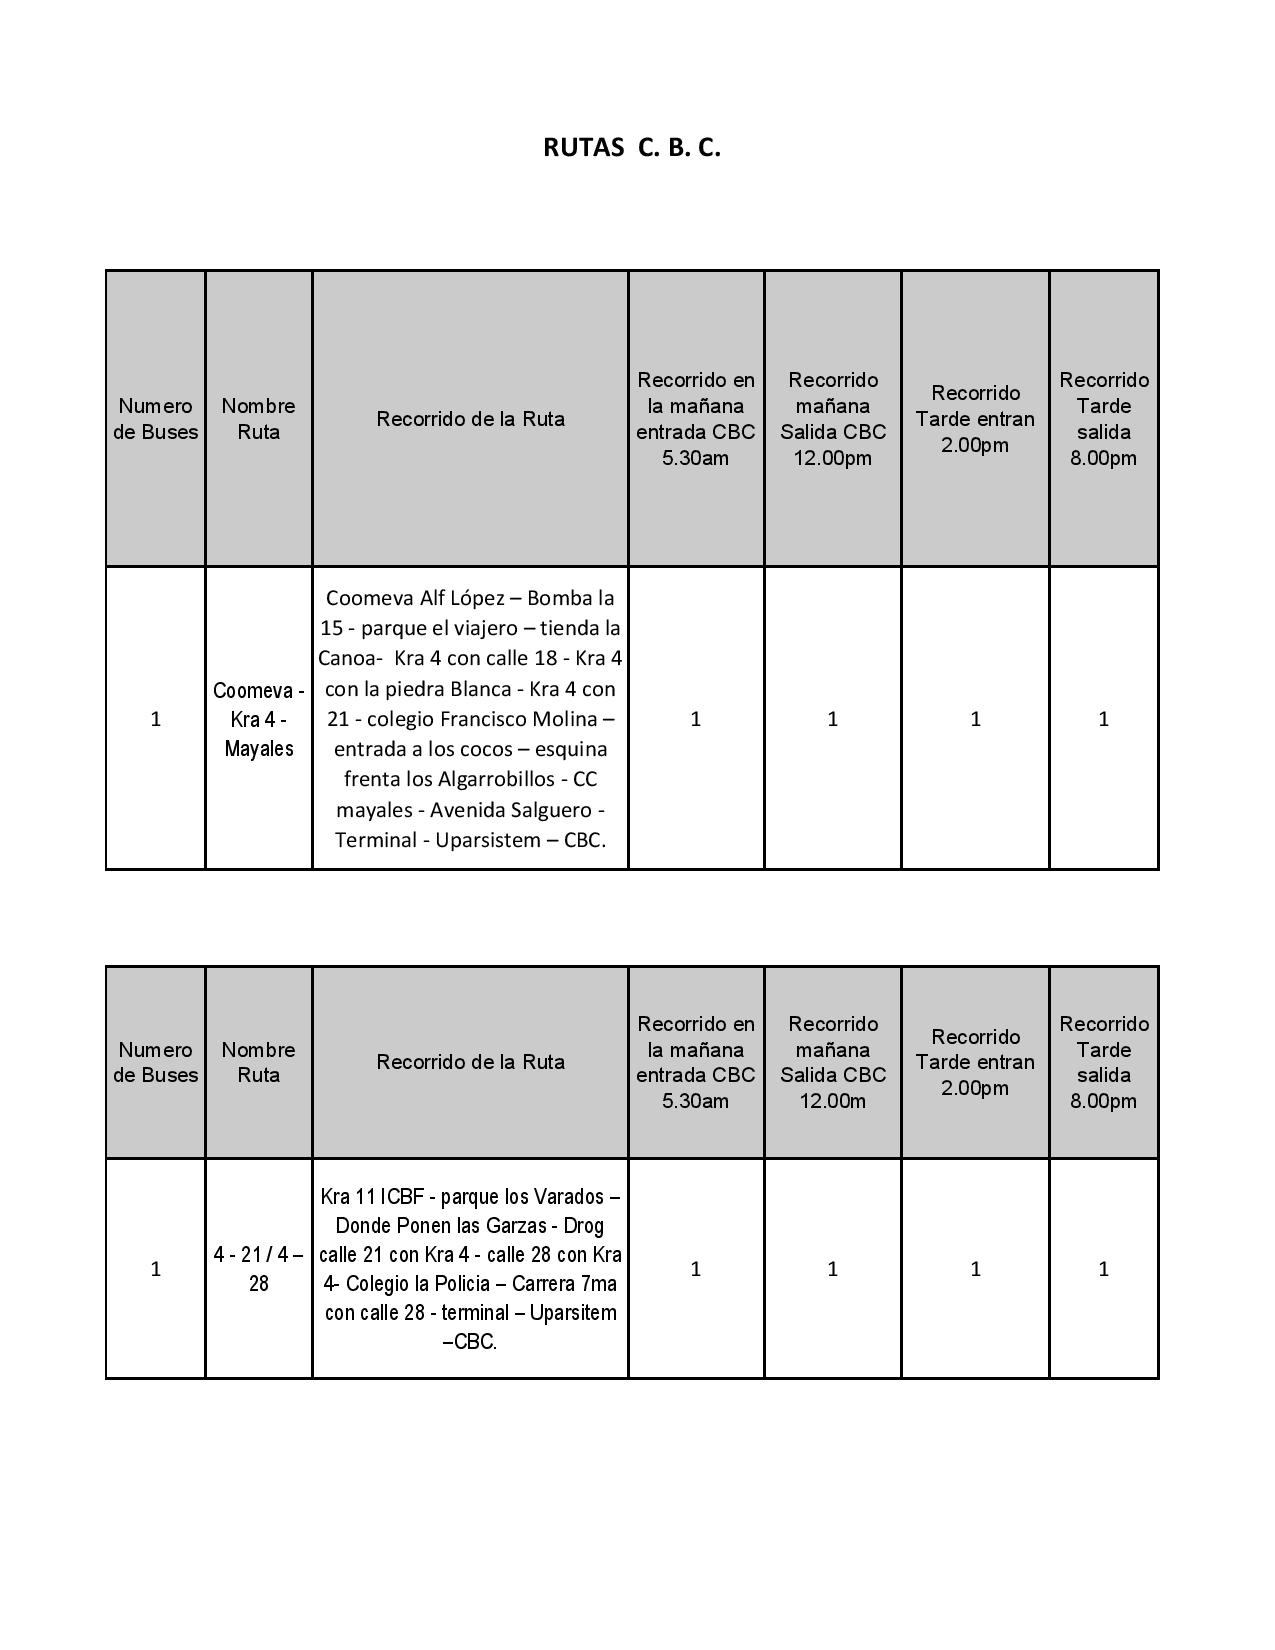 RUTAS  C. B. C.
Numero
de Buses
Nombre
Ruta
Recorrido de la Ruta
Recorrido en
la mañana
entrada CBC
5.30am
Recorrido
mañana
Salida CBC
12.00pm
Recorrido
Tarde entran
2.00pm
Recorrido
Tarde
salida
8.00pm
1
Coomeva -
Kra 4 -
Mayales
Coomeva Alf López – Bomba la
15 - parque el viajero – tienda la
Canoa-  Kra 4 con calle 18 - Kra 4
con la piedra Blanca - Kra 4 con
21 - colegio Francisco Molina –
entrada a los cocos – esquina
frenta los Algarrobillos - CC
mayales - Avenida Salguero -
Terminal - Uparsistem – CBC.
1
1
1
1
Numero
de Buses
Nombre
Ruta
Recorrido de la Ruta
Recorrido en
la mañana
entrada CBC
5.30am
Recorrido
mañana
Salida CBC
12.00m
Recorrido
Tarde entran
2.00pm
Recorrido
Tarde
salida
8.00pm
1
4 - 21 / 4 –
28
Kra 11 ICBF - parque los Varados –
Donde Ponen las Garzas - Drog
calle 21 con Kra 4 - calle 28 con Kra
4- Colegio la Policia – Carrera 7ma
con calle 28 - terminal – Uparsitem
–CBC.
1
1
1
1